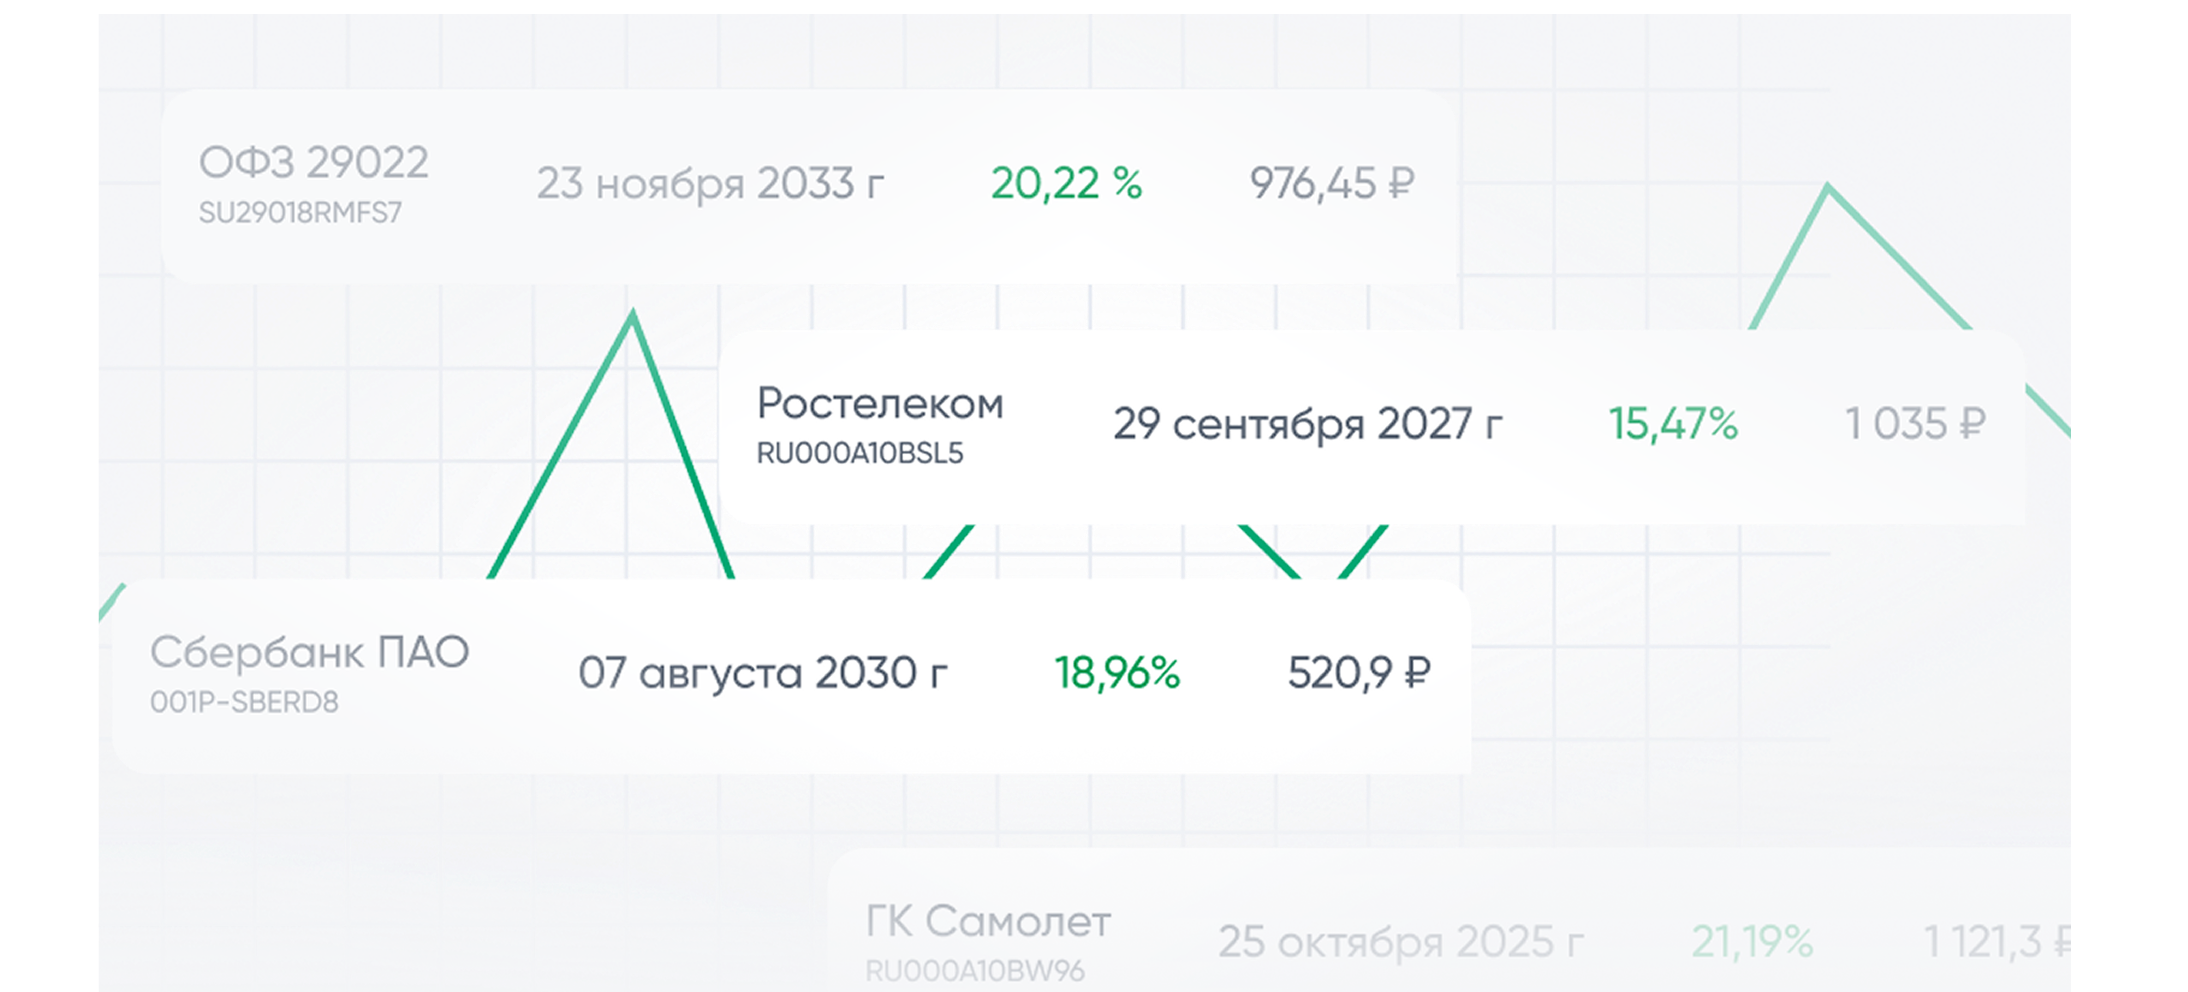 ОФЗ 29022
SU29018RMFS7
23 ноября 2033 г
20,22 %
976,45 ₽
Ростелеком
RU000A10BSL5
29 сентября 2027 г
15,47%
1 035 ₽
Сбербанк ПАО
001P-SBERD8
07 августа 2030 г
18,96%
520,9 ₽
ГК Самолет
RU000A10BW96
25 октября 2025 г
21,19%
1 121,3 ₽